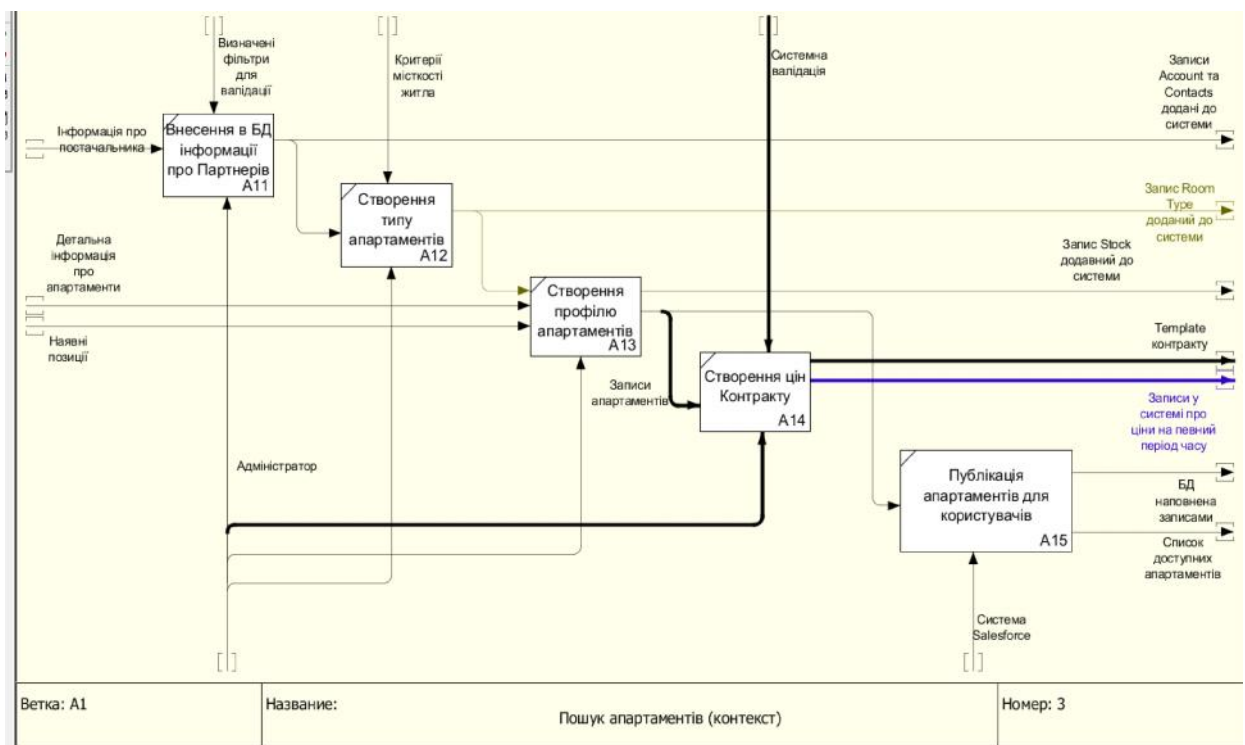 Визначені
фільтри
для
валідації
Критерії
місткості
житла
Системна
валідація
Записи
Account та
Contacts
додані до
системи
Інформація про
постачальника
Внесення в БД
інформації
про Партнерів
A11
Створення
типу
апартаментів
A12
Запис Room
Type
доданий до
системи
Детальна
інформація
про
апартаменти
Запис Stock
додавний до
системи
Створення
профілю
апартаментів
A13
Наявні
позиції
Template
контракту
Записи
апартаментів
Створення цін
Контракту
A14
Записи у
системі про
ціни на певний
період часу
Адміністратор
Публікація
апартаментів для
користувачів
A15
БД
наповнена
записами
Список
доступних
апартаментів
Система
Salesforce
Ветка: A1
Название:
Пошук апартаментів (контекст)
Номер: 3